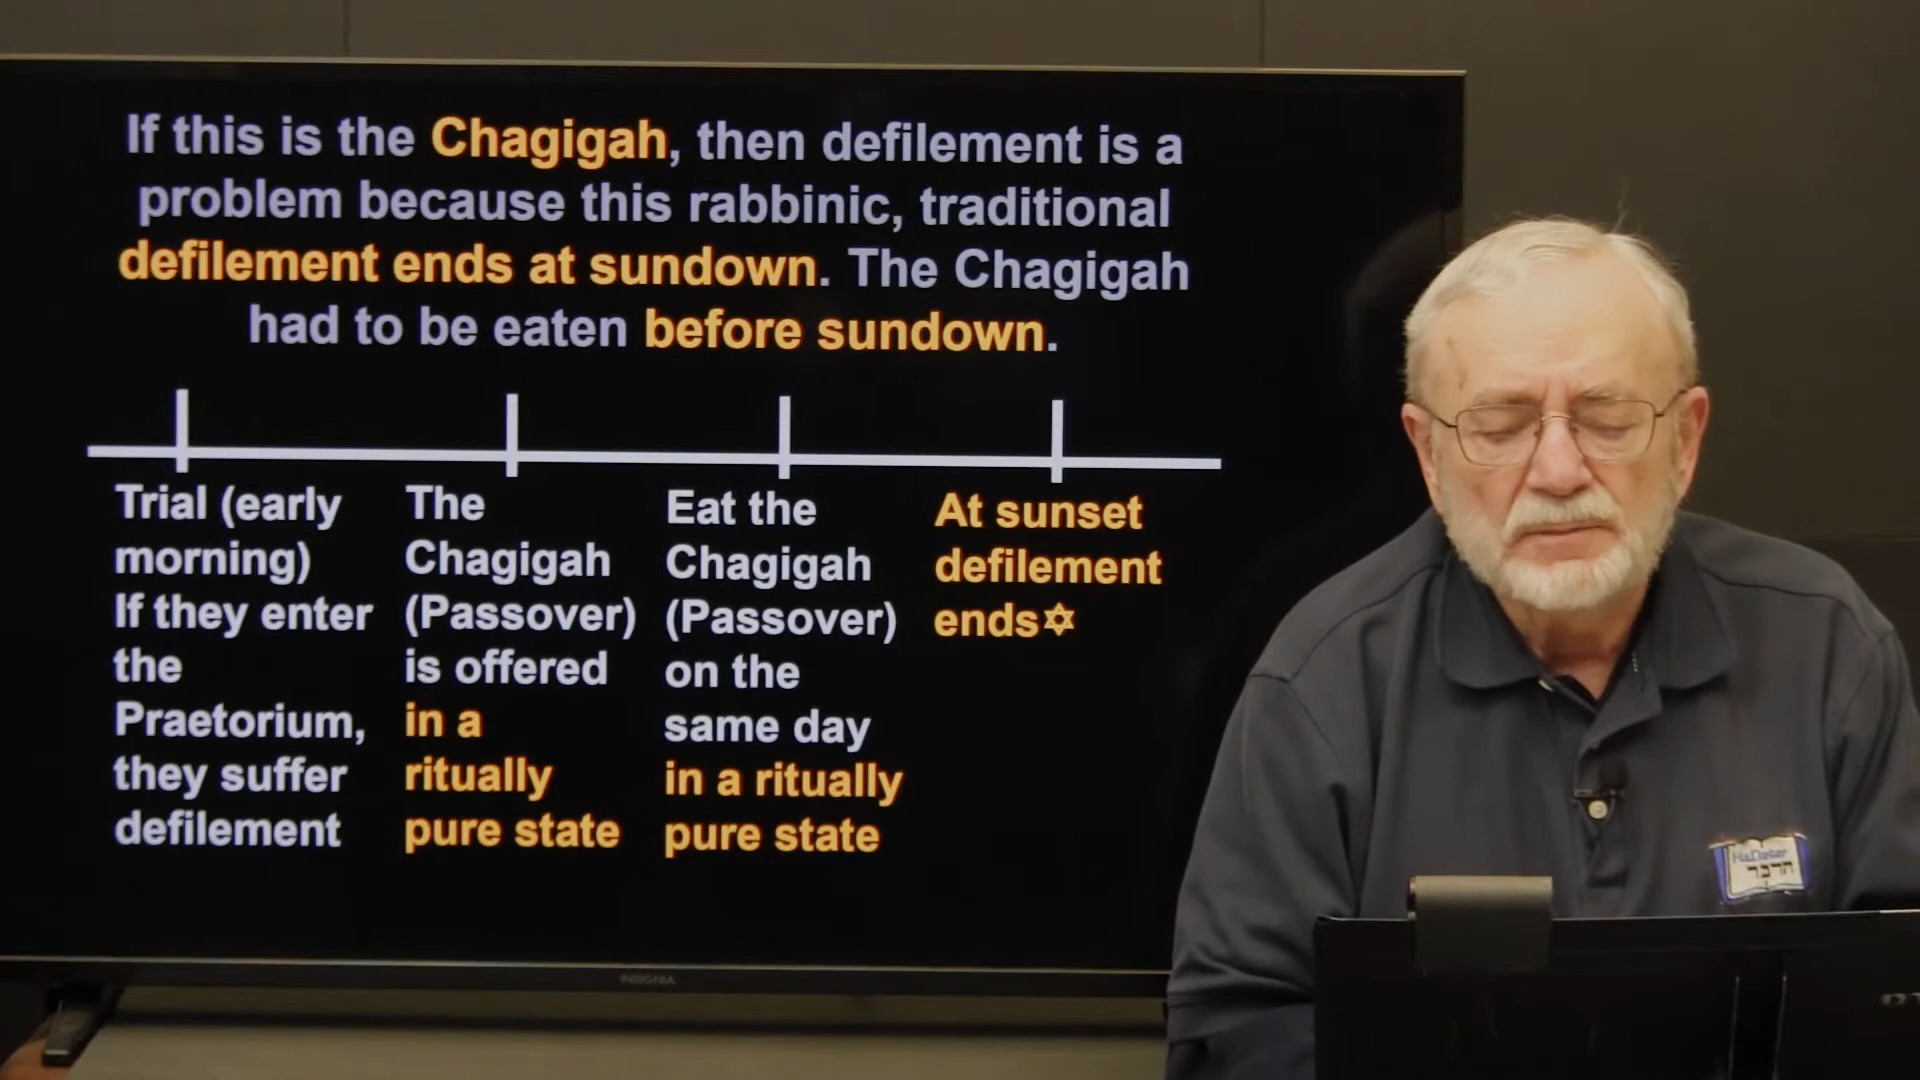 If this is the Chagigah, then defilement is a
problem because this rabbinic, traditional
defilement ends at sundown. The Chagigah
had to be eaten before sundown.
Trial (early
morning)
If they enter
the
Praetorium,
they suffer
defilement
The
Chagigah
(Passover)
is offered
in a
ritually
pure state
Eat the
Chagigah
(Passover)
on the
same day
in a ritually
pure state
At sunset
defilement
ends✡
INSIGNIA
HaDavar
הדבר